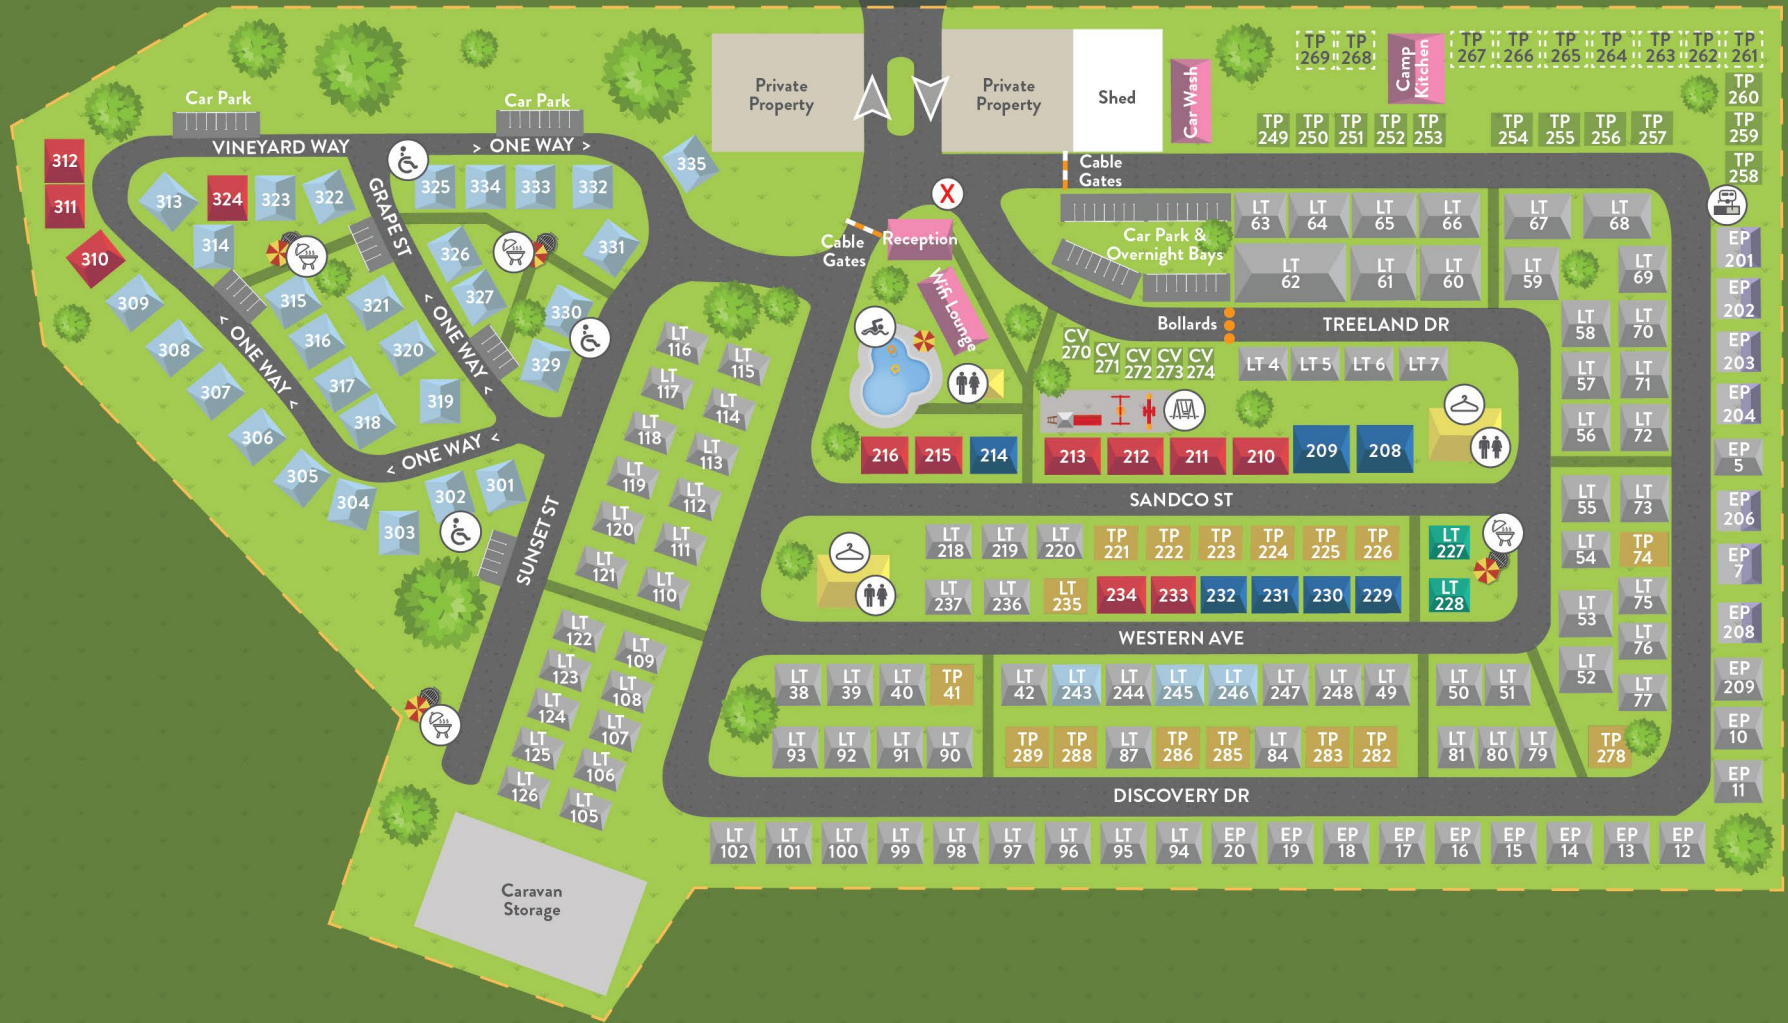 Private
Property
Private
Property
Shed
Car Wash
Camp
Kitchen
TP
269
TP
268
TP
267
TP
266
TP
265
TP
264
TP
263
TP
262
TP
261
TP
260
TP
259
TP
258
TP
249
TP
250
TP
251
TP
252
TP
253
TP
254
TP
255
TP
256
TP
257
Car Park
Car Park
VINEYARD WAY
> ONE WAY >
312
311
310
313
324
323
322
325
334
333
332
335
314
GRAPE ST
326
331
309
315
321
327
330
< ONE WAY <
< ONE WAY <
308
316
320
329
307
317
319
306
318
< ONE WAY <
305
304
302
301
303
SUNSET ST
Cable
Gates
X
Reception
Cable
Gates
Wifi Lounge
Car Park &
Overnight Bays
LT
63
LT
64
LT
65
LT
66
LT
67
LT
68
LT
62
LT
61
LT
60
LT
59
LT
69
Bollards
TREELAND DR
LT
58
LT
70
CV
270
CV
271
CV
272
CV
273
CV
274
LT 4
LT 5
LT 6
LT 7
LT
57
LT
71
LT
56
LT
72
216
215
214
213
212
211
210
209
208
SANDCO ST
EP
201
EP
202
EP
203
EP
204
EP
5
EP
206
EP
7
EP
208
EP
209
EP
10
EP
11
LT
116
LT
115
LT
117
LT
114
LT
118
LT
113
LT
119
LT
112
LT
120
LT
111
LT
121
LT
110
LT
122
LT
109
LT
123
LT
108
LT
124
LT
107
LT
125
LT
106
LT
126
LT
105
LT
218
LT
219
LT
220
TP
221
TP
222
TP
223
TP
224
TP
225
TP
226
LT
227
LT
237
LT
236
LT
235
234
233
232
231
230
229
LT
228
LT
55
LT
73
LT
54
TP
74
LT
53
LT
75
LT
76
LT
52
LT
77
TP
278
WESTERN AVE
LT
38
LT
39
LT
40
TP
41
LT
42
LT
243
LT
244
LT
245
LT
246
LT
247
LT
248
LT
49
LT
50
LT
51
LT
93
LT
92
LT
91
LT
90
TP
289
TP
288
LT
87
TP
286
TP
285
LT
84
TP
283
TP
282
LT
81
LT
80
LT
79
DISCOVERY DR
LT
102
LT
101
LT
100
LT
99
LT
98
LT
97
LT
96
LT
95
LT
94
EP
20
EP
19
EP
18
EP
17
EP
16
EP
15
EP
14
EP
13
EP
12
Caravan
Storage